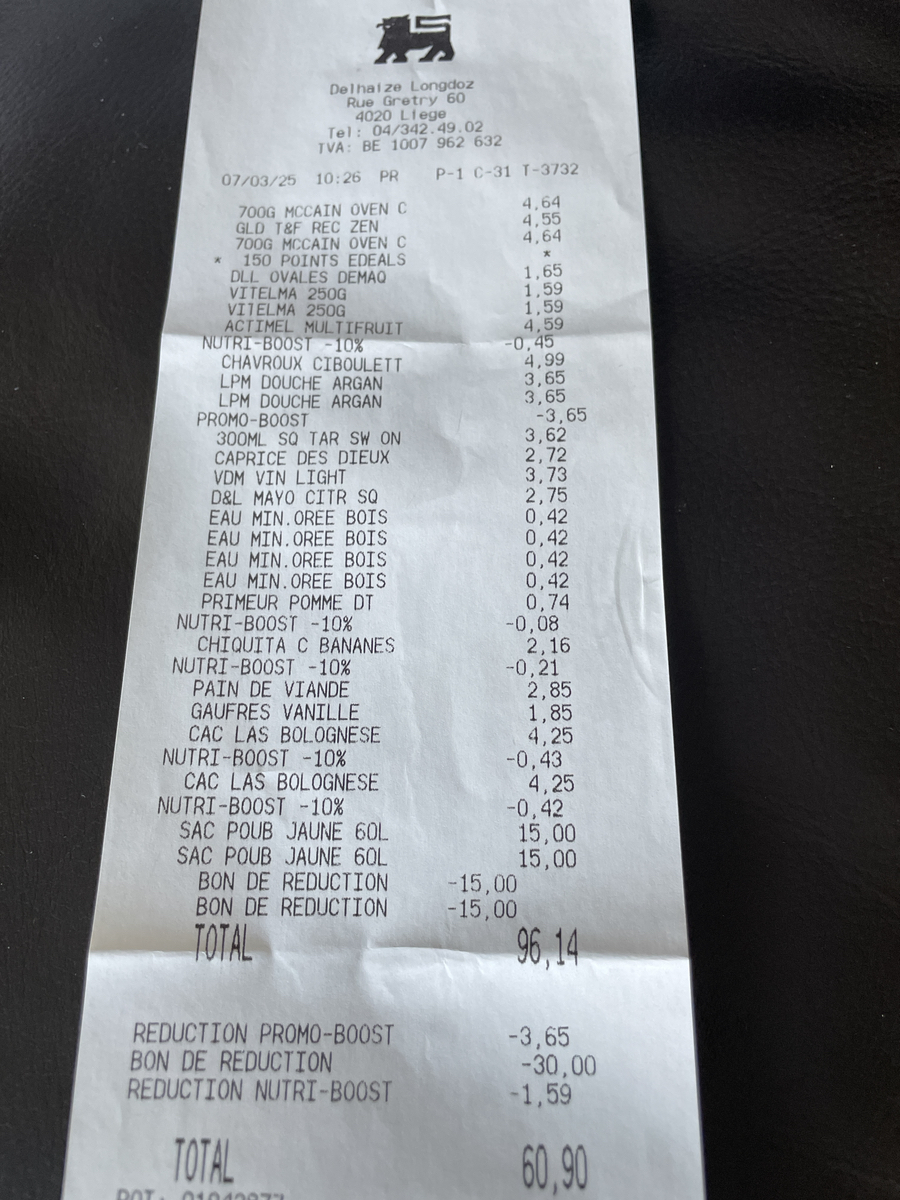 Delhaize Longdoz
Rue Gretry 60
4020 Liege
Tel: 04/342.49.02
TVA: BE 1007 962 632
07/03/25 10:26 PR P-1 C-31 T-3732
700G MCCAIN OVEN C 4,64
GLD T&F REC ZEN 4,55
700G MCCAIN OVEN C 4,64
* 150 POINTS EDEALS *
DLL OVALES DEMAQ 1,65
VITELMA 250G 1,59
VITELMA 250G 1,59
ACTIMEL MULTIFRUIT 4,59
NUTRI-BOOST -10% -0,45
CHAVROUX CIBOULETT 4,99
LPM DOUCHE ARGAN 3,65
LPM DOUCHE ARGAN 3,65
PROMO-BOOST -3,65
300ML SQ TAR SW ON 3,62
CAPRICE DES DIEUX 2,72
VDM VIN LIGHT 3,73
D&L MAYO CITR SQ 2,75
EAU MIN.OREE BOIS 0,42
EAU MIN.OREE BOIS 0,42
EAU MIN.OREE BOIS 0,42
EAU MIN.OREE BOIS 0,42
PRIMEUR POMME DT 0,74
NUTRI-BOOST -10% -0,08
CHIQUITA C BANANES 2,16
NUTRI-BOOST -10% -0,21
PAIN DE VIANDE 2,85
GAUFRES VANILLE 1,85
CAC LAS BOLOGNESE 4,25
NUTRI-BOOST -10% -0,43
CAC LAS BOLOGNESE 4,25
NUTRI-BOOST -10% -0,42
SAC POUB JAUNE 60L 15,00
SAC POUB JAUNE 60L 15,00
BON DE REDUCTION -15,00
BON DE REDUCTION -15,00
TOTAL 96,14
REDUCTION PROMO-BOOST -3,65
BON DE REDUCTION -30,00
REDUCTION NUTRI-BOOST -1,59
TOTAL 60,90